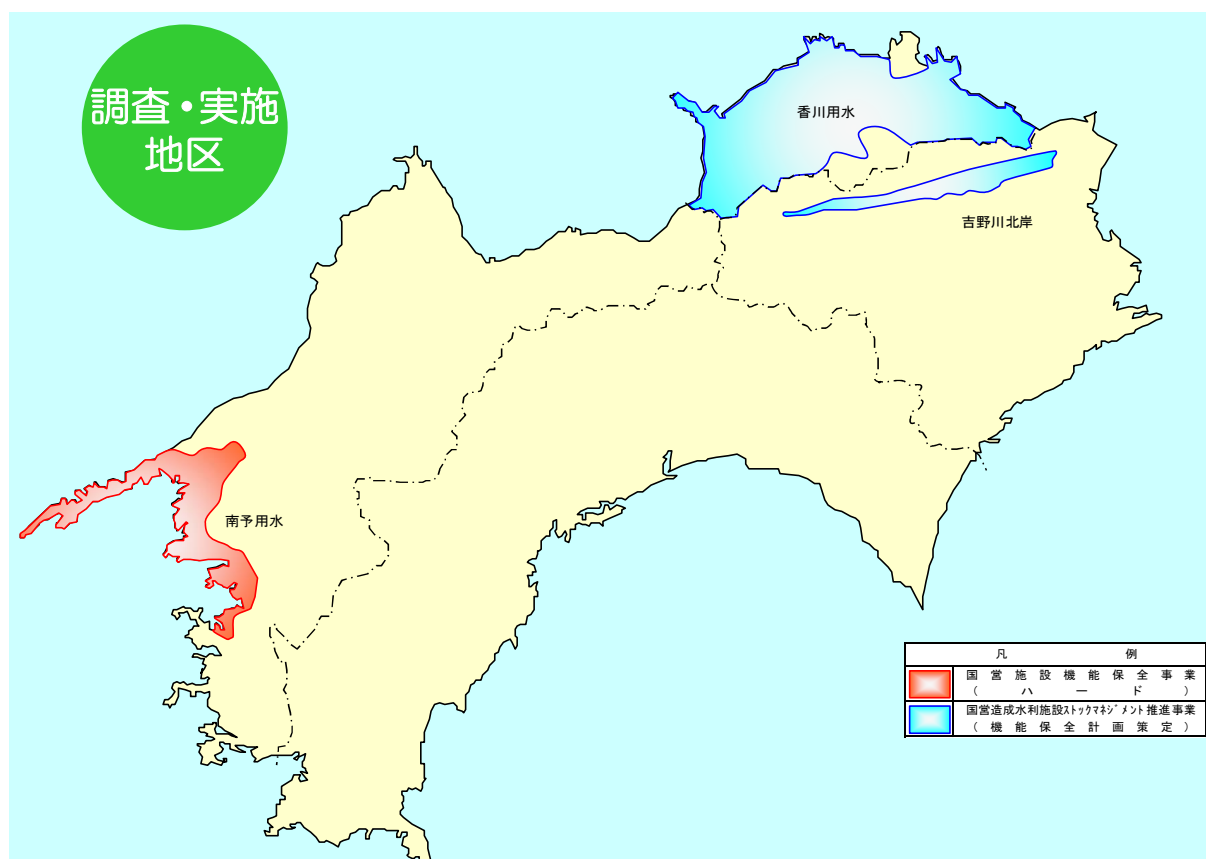 調査・実施
地区
香川用水
吉野川北岸
南予用水
凡例
国営施設機能保全事業
(ハード)
国営造成水利施設ｽﾄｯｸﾏﾈｼﾞﾒﾝﾄ推進事業
(機能保全計画策定)